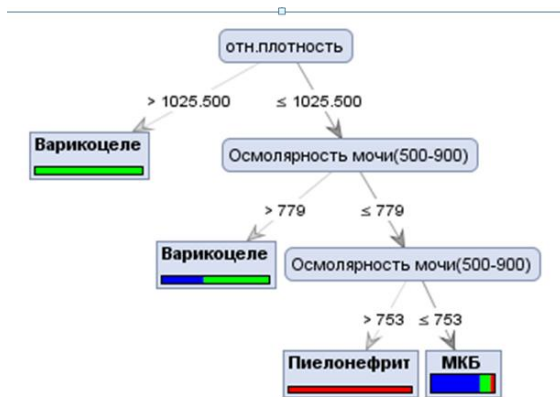 отн.плотность
> 1025.500
≤ 1025.500
Варикоцеле
Осмолярность мочи(500-900)
> 779
≤ 779
Варикоцеле
Осмолярность мочи(500-900)
> 753
≤ 753
Пиелонефрит
МКБ